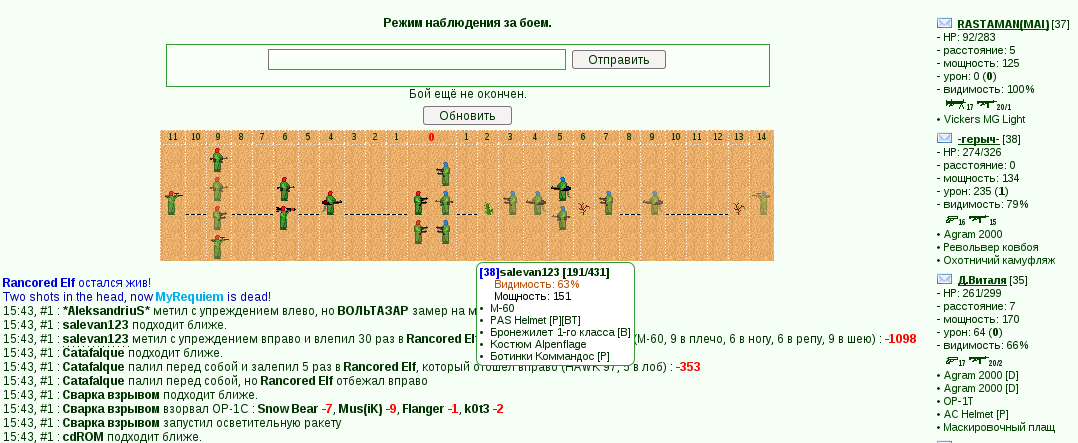 Режим наблюдения за боем.
Отправить
Бой ещё не окончен.
Обновить
11 10 9 8 7 6 5 4 3 2 1 0 1 2 3 4 5 6 7 8 9 10 11 12 13 14
[38]salevan123 [191/431]
Видимость: 63%
Мощность: 151
• M-60
• PAS Helmet [P][BT]
• Бронежилет 1-го класса [B]
• Костюм Alpenflage
• Ботинки Коммандос [P]
Rancored Elf остался жив!
Two shots in the head, now MyRequiem is dead!
15:43, #1 : *AleksandriuS* метил с упреждением влево, но ВОЛЬТАЗАР замер на м
15:43, #1 : salevan123 подходит ближе.
15:43, #1 : salevan123 метил с упреждением вправо и влепил 30 раз в Rancored Elf (M-60, 9 в плечо, 6 в ногу, 6 в репу, 9 в шею) : -1098
15:43, #1 : Catafalque подходит ближе.
15:43, #1 : Catafalque палил перед собой и залепил 5 раз в Rancored Elf, который отошел вправо (HAWK 97, 5 в лоб) : -353
15:43, #1 : Catafalque палил перед собой, но Rancored Elf отбежал вправо
15:43, #1 : Сварка взрывом подходит ближе.
15:43, #1 : Сварка взрывом взорвал OP-1C : Snow Bear -7, Mus(iK) -9, Flanger -1, k0t3 -2
15:43, #1 : Сварка взрывом запустил осветительную ракету
15:43, #1 : cdROM подходит ближе.
RASTAMAN(MAI) [37]
- HP: 92/283
- расстояние: 5
- мощность: 125
- урон: 0 (0)
- видимость: 100%
17 20/1
• Vickers MG Light
-герыч- [38]
- HP: 274/326
- расстояние: 0
- мощность: 134
- урон: 235 (1)
- видимость: 79%
16 15
• Agram 2000
• Револьвер ковбоя
• Охотничий камуфляж
Д.Виталя [35]
- HP: 261/299
- расстояние: 7
- мощность: 170
- урон: 64 (0)
- видимость: 66%
17 20/2
• Agram 2000 [D]
• Agram 2000 [D]
• OP-1T
• AC Helmet [P]
• Маскировочный плащ